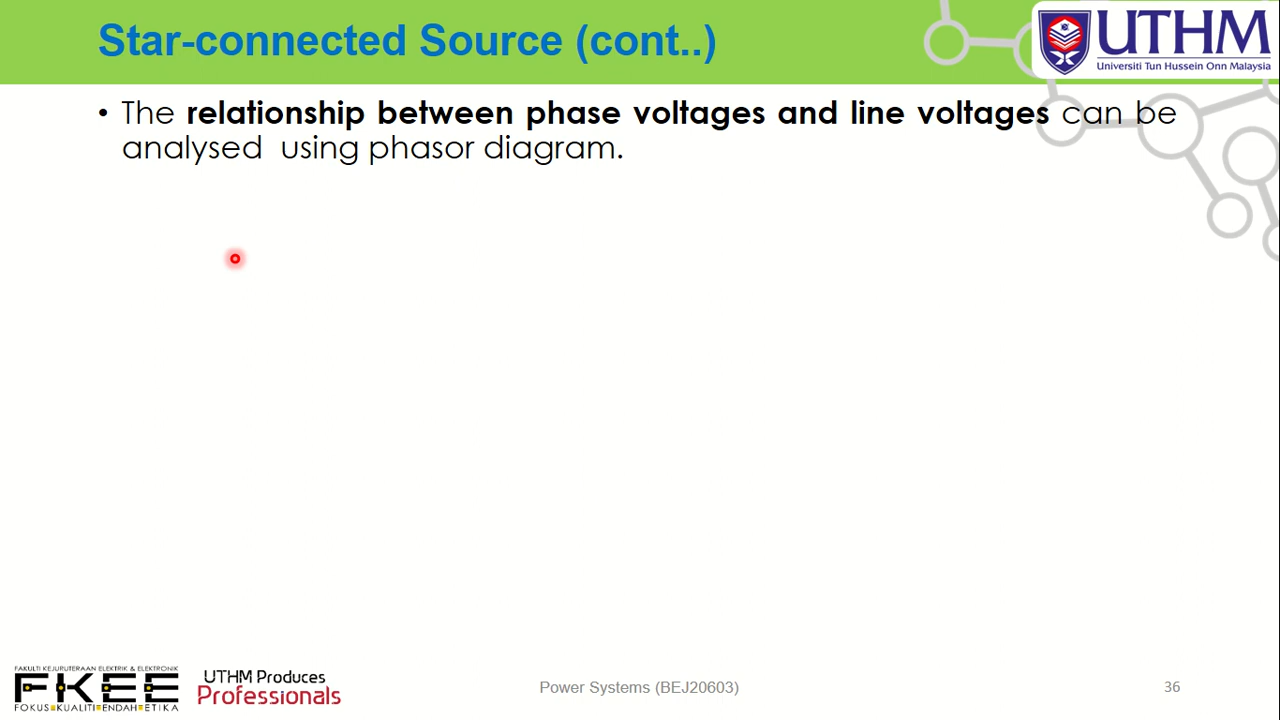 Star-connected Source (cont..)
UTHM
Universiti Tun Hussein Onn Malaysia
• The relationship between phase voltages and line voltages can be
analysed using phasor diagram.
FAKULTI KEJURUTERAAN ELEKTRIK & ELEKTRONIK
FKEE
FOKUS KUALITI ENDAH ETIKA
UTHM Produces
Professionals
Power Systems (BEJ20603)
36